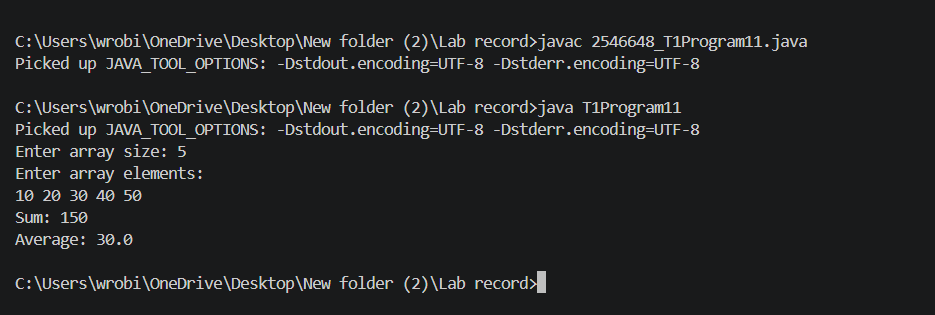 C:\Users\wrobi\OneDrive\Desktop\New folder (2)\Lab record>javac 2546648_T1Program11.java
Picked up JAVA_TOOL_OPTIONS: -Dstdout.encoding=UTF-8 -Dstderr.encoding=UTF-8
C:\Users\wrobi\OneDrive\Desktop\New folder (2)\Lab record>java T1Program11
Picked up JAVA_TOOL_OPTIONS: -Dstdout.encoding=UTF-8 -Dstderr.encoding=UTF-8
Enter array size: 5
Enter array elements:
10 20 30 40 50
Sum: 150
Average: 30.0
C:\Users\wrobi\OneDrive\Desktop\New folder (2)\Lab record>